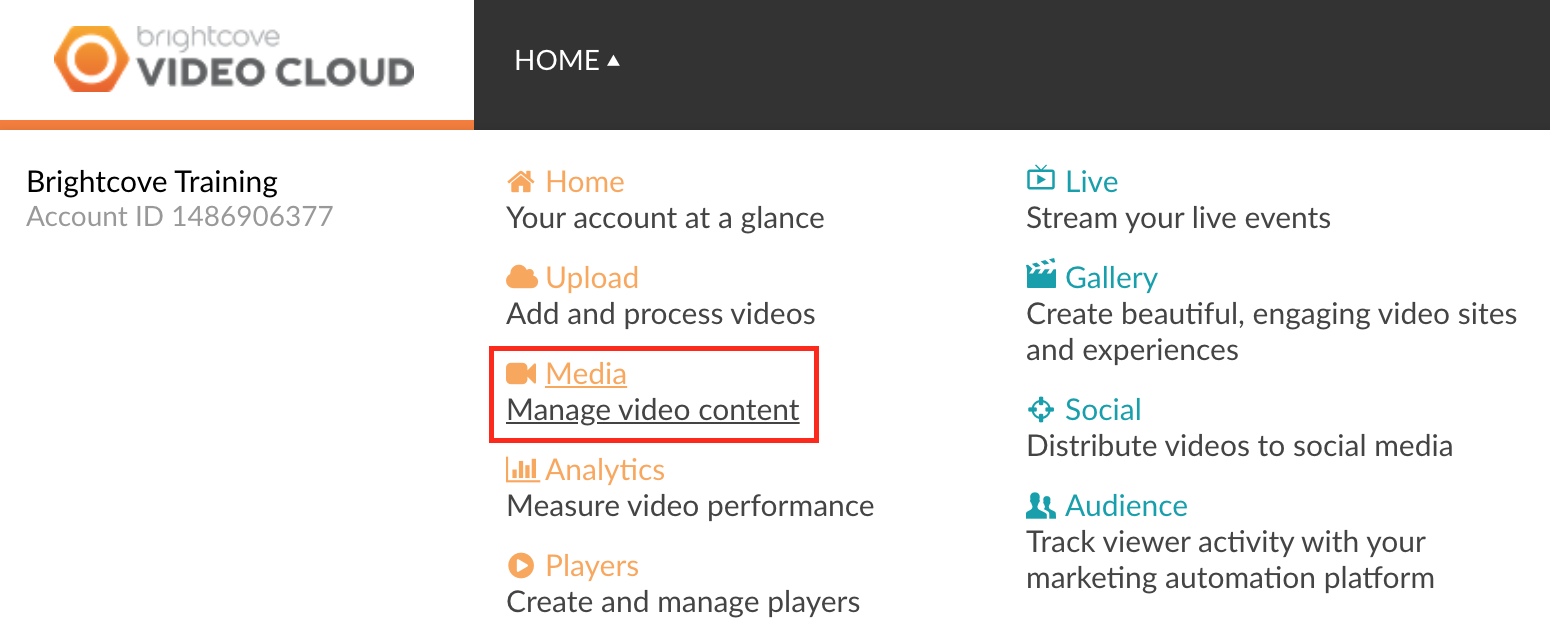 brightcove
VIDEO CLOUD
HOME
Brightcove Training
Account ID 1486906377
Home
Your account at a glance
Upload
Add and process videos
Media
Manage video content
Analytics
Measure video performance
Players
Create and manage players
Live
Stream your live events
Gallery
Create beautiful, engaging video sites
and experiences
Social
Distribute videos to social media
Audience
Track viewer activity with your
marketing automation platform